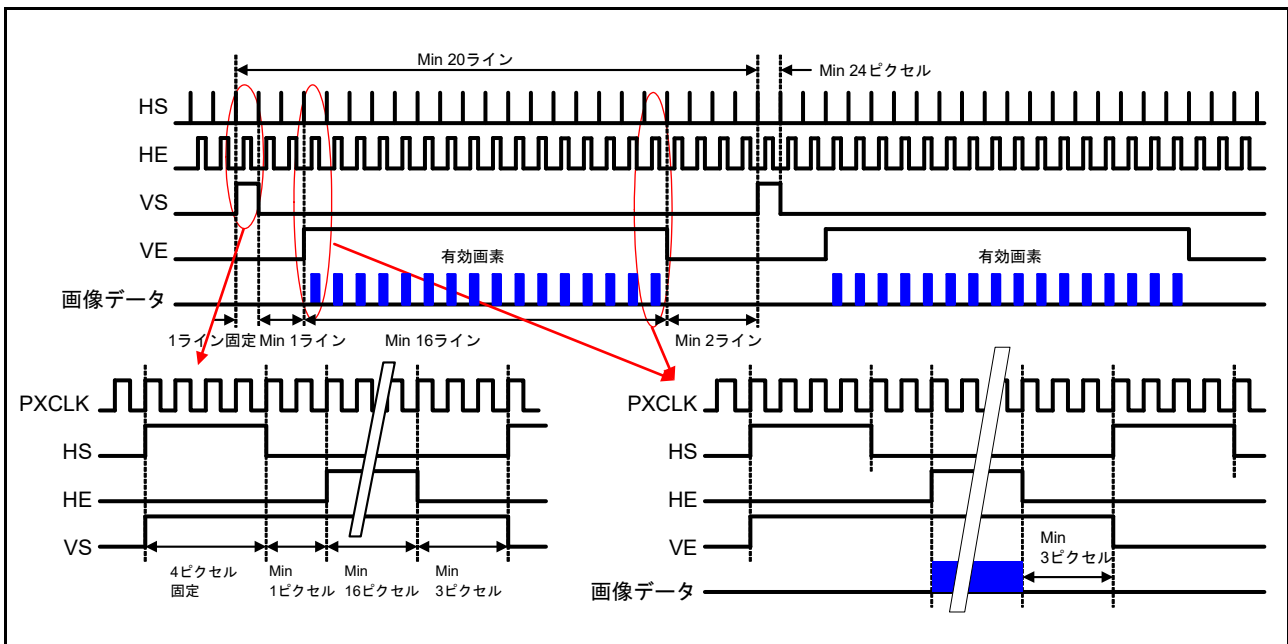 Min 20ライン
Min 24ピクセル
HS
HE
VS
VE
有効画素
有効画素
画像データ
1ライン固定
Min 1ライン
Min 16ライン
Min 2ライン
PXCLK
HS
HE
VS
4ピクセル
固定
Min
1ピクセル
Min
16ピクセル
Min
3ピクセル
PXCLK
HS
HE
VE
Min
3ピクセル
画像データ